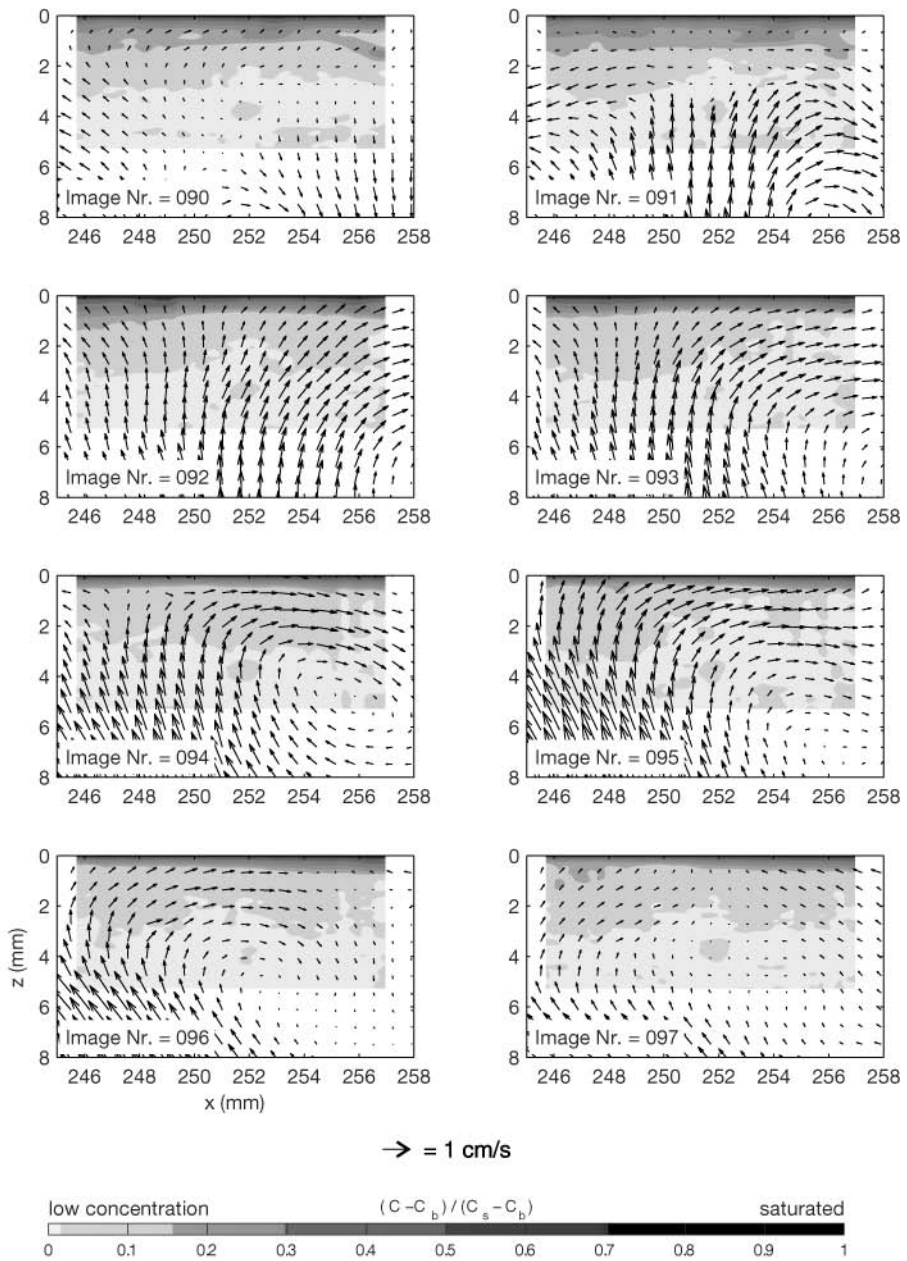 0
2
4
6
8
Image Nr. = 090
246 248 250 252 254 256 258
0
2
4
6
8
Image Nr. = 091
246 248 250 252 254 256 258
0
2
4
6
8
Image Nr. = 092
246 248 250 252 254 256 258
0
2
4
6
8
Image Nr. = 093
246 248 250 252 254 256 258
0
2
4
6
8
Image Nr. = 094
246 248 250 252 254 256 258
0
2
4
6
8
Image Nr. = 095
246 248 250 252 254 256 258
0
2
4
6
8
z (mm)
Image Nr. = 096
246 248 250 252 254 256 258
x (mm)
0
2
4
6
8
Image Nr. = 097
246 248 250 252 254 256 258
= 1 cm/s
low concentration (C-C b)/(C s-C b) saturated
0 0.1 0.2 0.3 0.4 0.5 0.6 0.7 0.8 0.9 1